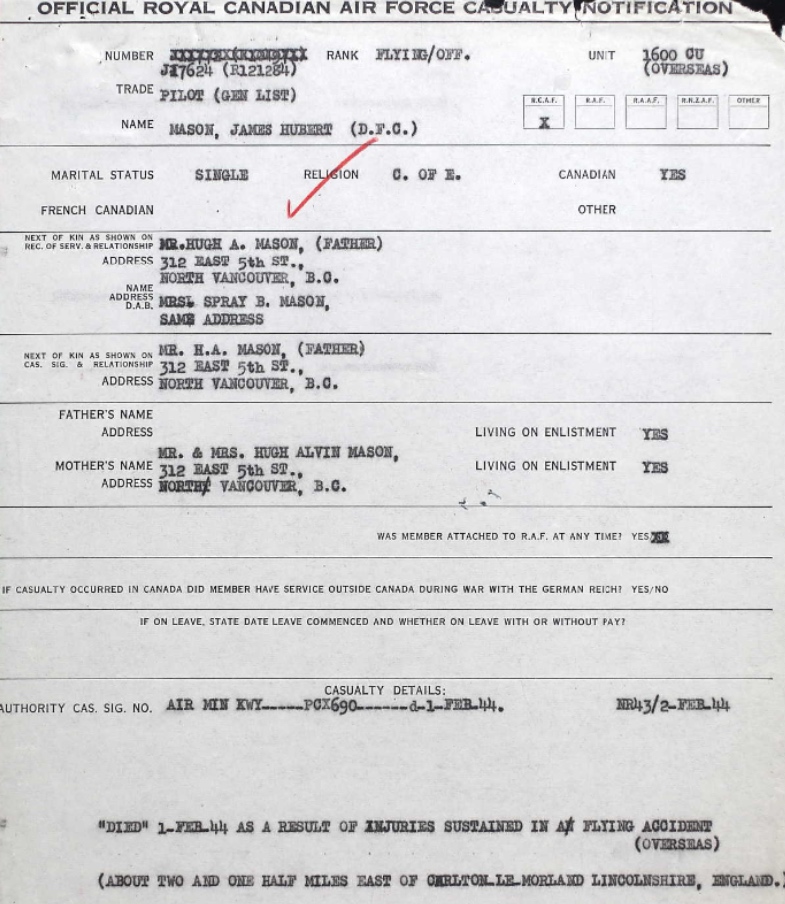 OFFICIAL ROYAL CANADIAN AIR FORCE CASUALTY NOTIFICATION
NUMBER RANK FLYING/OFF. UNIT 1600 CU
J17624 (R121284) (OVERSEAS)
TRADE PILOT (GEN LIST)
R.C.A.F. R.A.F. R.A.A.F. R.N.Z.A.F. OTHER
X
NAME MASON, JAMES HUBERT (D.F.C.)
MARITAL STATUS SINGLE RELIGION C. OF E. CANADIAN YES
FRENCH CANADIAN OTHER
NEXT OF KIN AS SHOWN ON
REC. OF SERV. & RELATIONSHIP MR.HUGH A. MASON, (FATHER)
ADDRESS 312 EAST 5th ST.,
NORTH VANCOUVER, B.C.
NAME
ADDRESS
D.A.B. MRS. SPRAY B. MASON,
SAME ADDRESS
NEXT OF KIN AS SHOWN ON
CAS. SIG. & RELATIONSHIP MR. H.A. MASON, (FATHER)
312 EAST 5th ST.,
ADDRESS NORTH VANCOUVER, B.C.
FATHER'S NAME
ADDRESS LIVING ON ENLISTMENT YES
MR. & MRS. HUGH ALVIN MASON,
MOTHER'S NAME 312 EAST 5th ST., LIVING ON ENLISTMENT YES
ADDRESS NORTH VANCOUVER, B.C.
WAS MEMBER ATTACHED TO R.A.F. AT ANY TIME? YES
IF CASUALTY OCCURRED IN CANADA DID MEMBER HAVE SERVICE OUTSIDE CANADA DURING WAR WITH THE GERMAN REICH? YES/NO
IF ON LEAVE, STATE DATE LEAVE COMMENCED AND WHETHER ON LEAVE WITH OR WITHOUT PAY?
CASUALTY DETAILS:
AUTHORITY CAS. SIG. NO. AIR MIN KWY-----PCX690------d-1-FEB-44. NR43/2-FEB-44
"DIED" 1-FEB-44 AS A RESULT OF INJURIES SUSTAINED IN A FLYING ACCIDENT
(OVERSEAS)
(ABOUT TWO AND ONE HALF MILES EAST OF CARLTON-LE-MORLAND LINCOLNSHIRE, ENGLAND.)